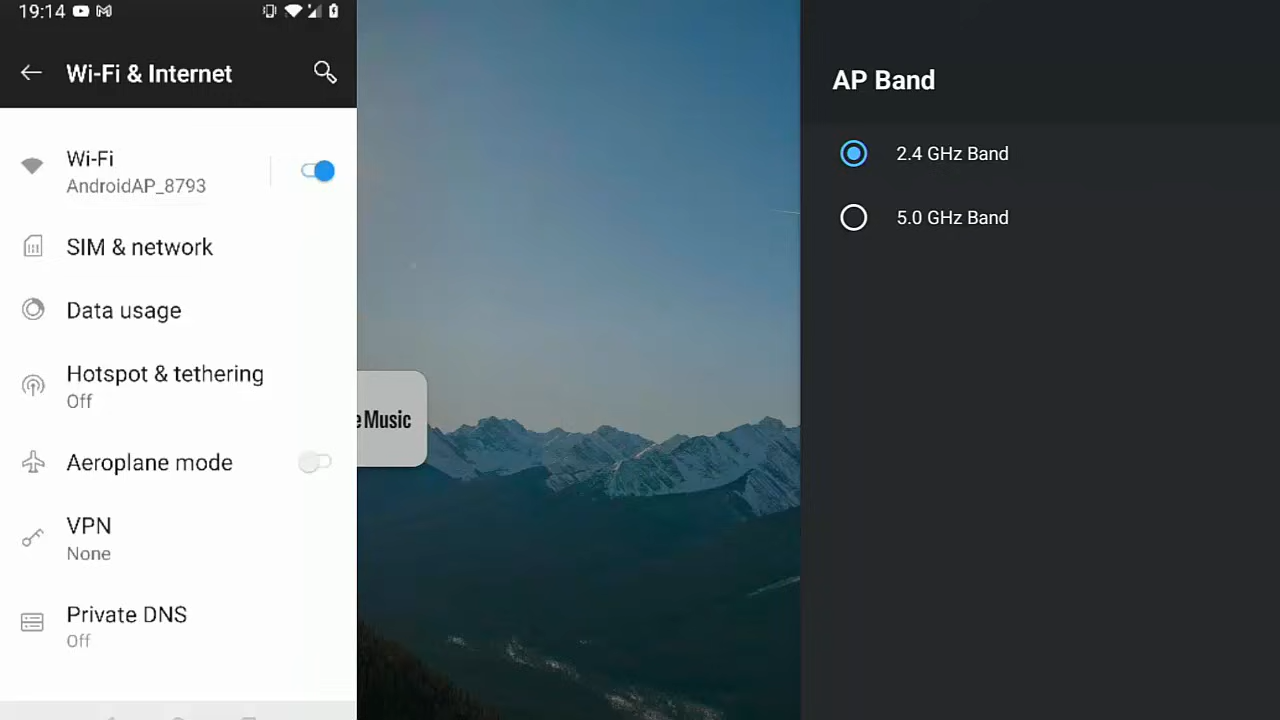 19:14
Wi-Fi & Internet
Wi-Fi
AndroidAP_8793
SIM & network
Data usage
Hotspot & tethering
Off
Aeroplane mode
VPN
None
Private DNS
Off
e Music
AP Band
2.4 GHz Band
5.0 GHz Band